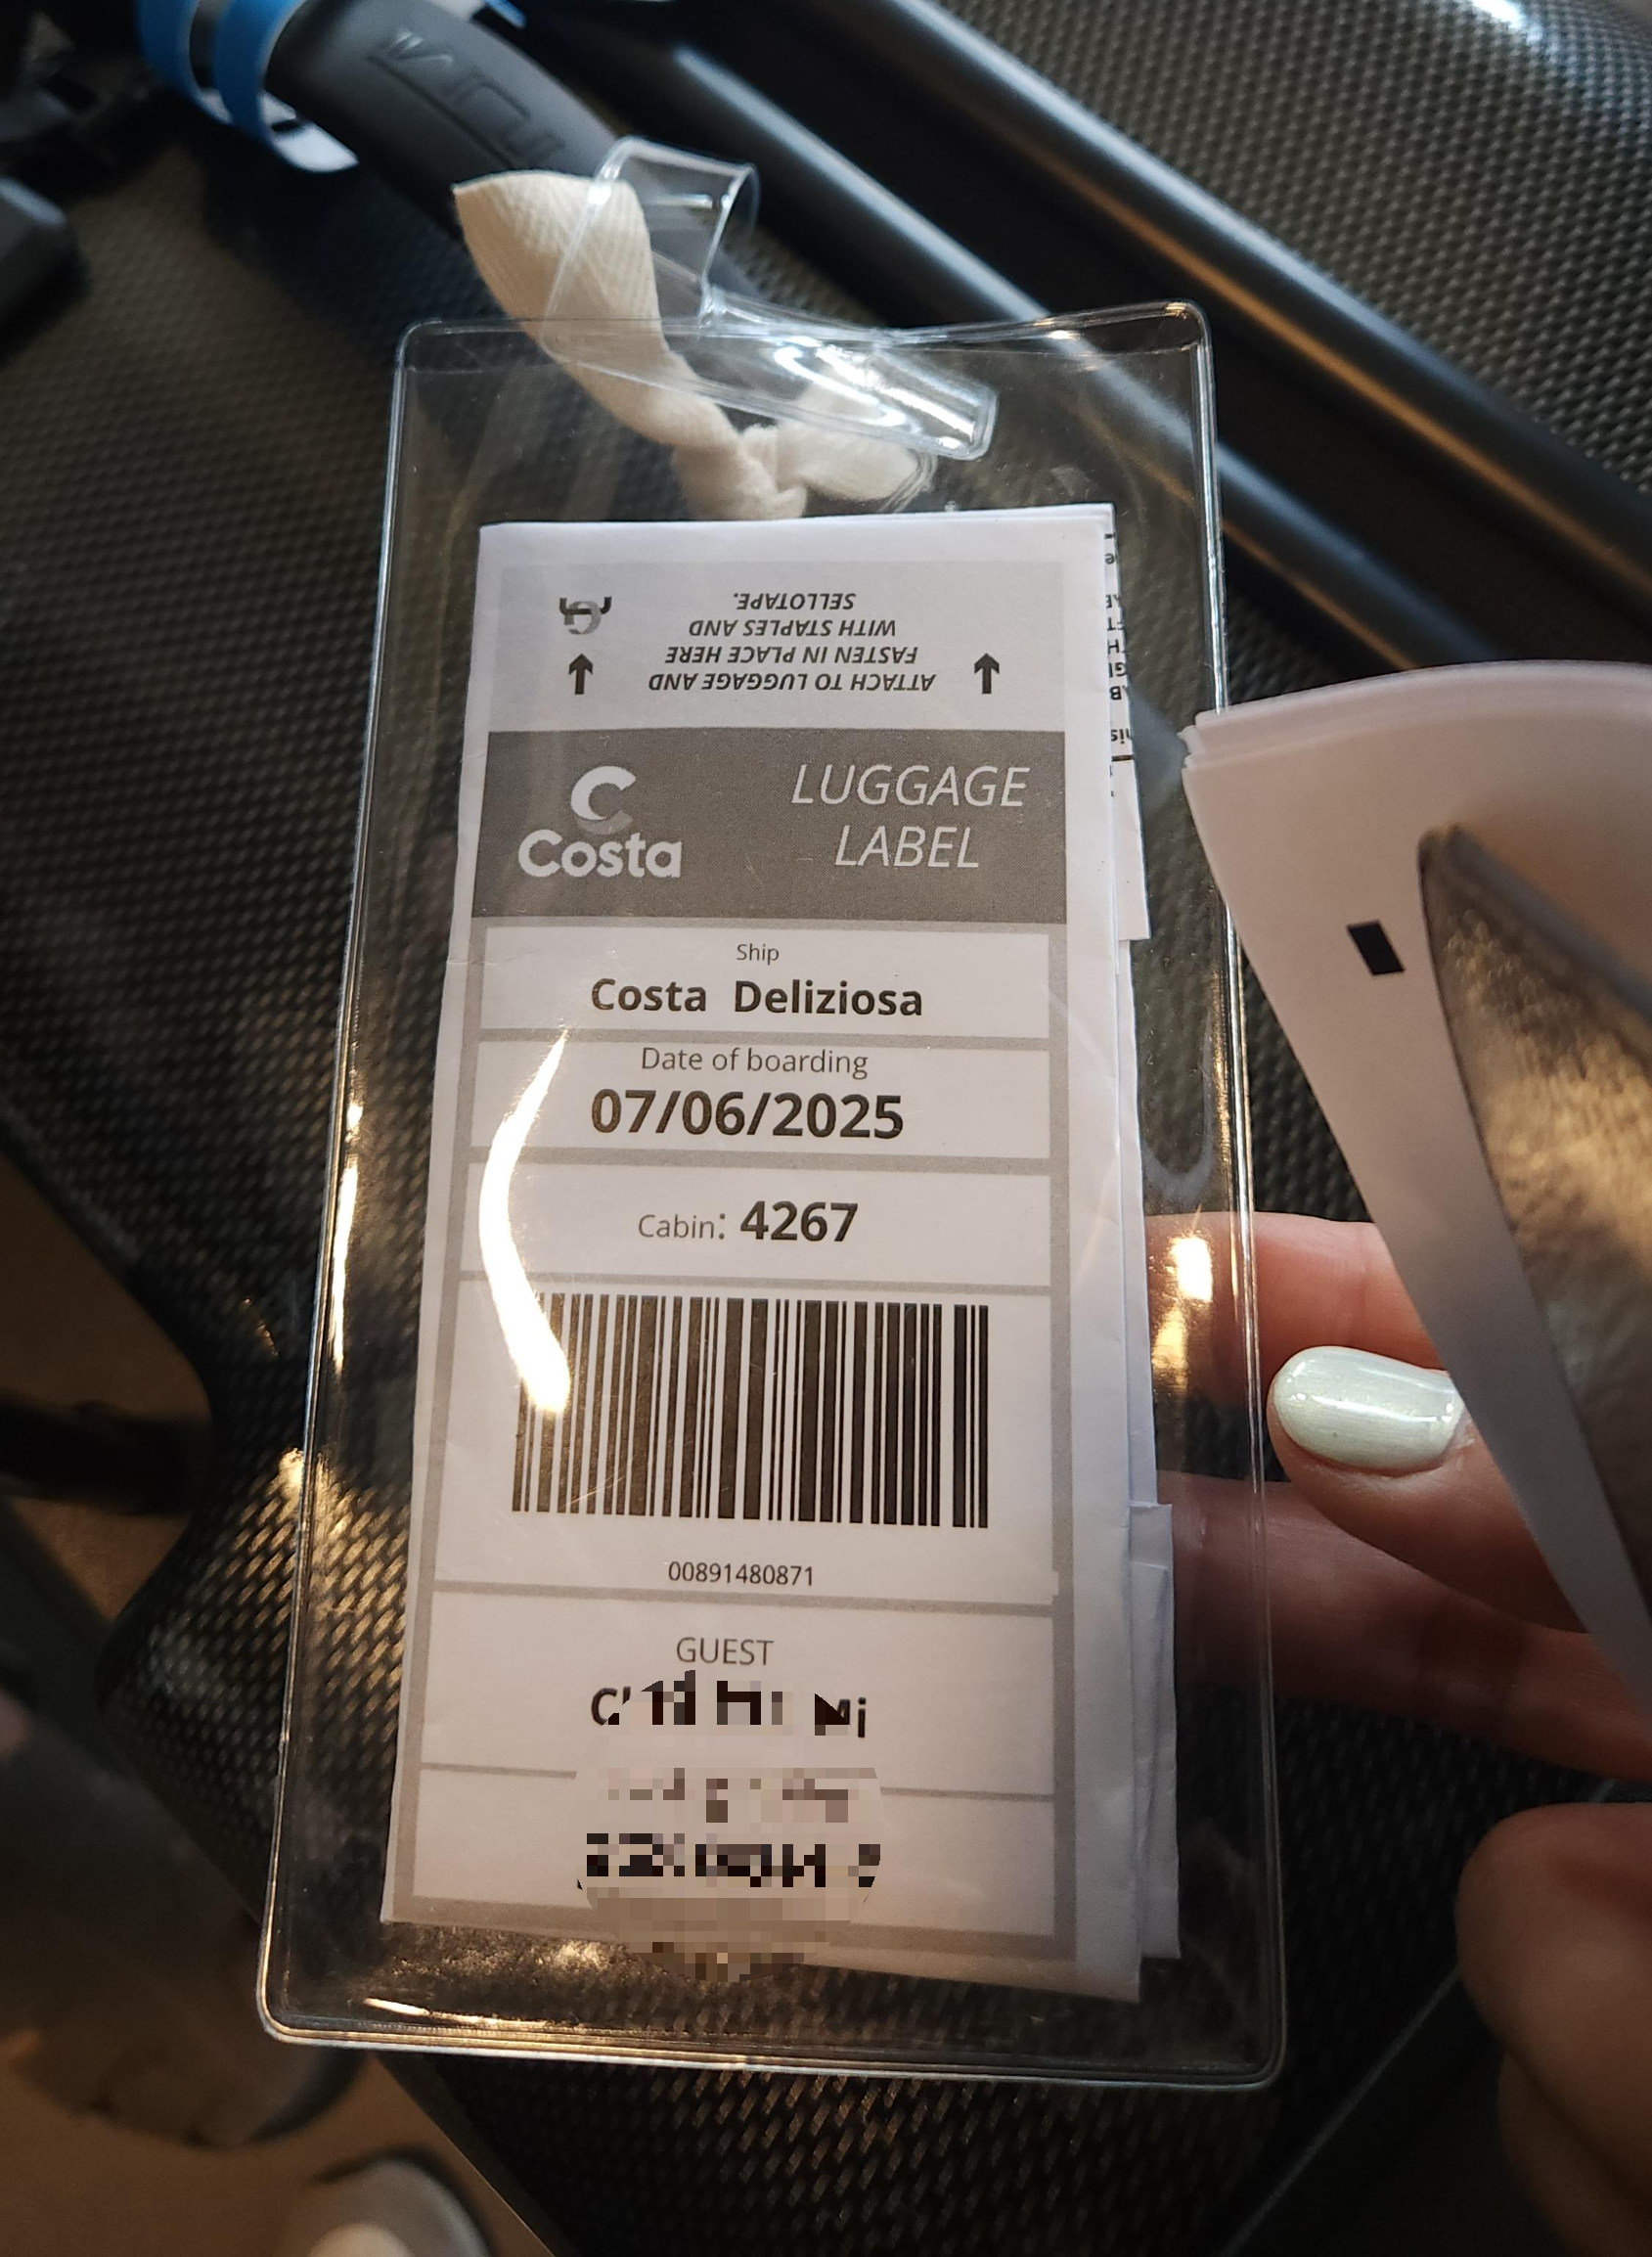 ATTACH TO LUGGAGE AND
FASTEN IN PLACE HERE
WITH STAPLES AND
SELLOTAPE.
Costa
LUGGAGE
LABEL
Ship
Costa Deliziosa
Date of boarding
07/06/2025
Cabin: 4267
00891480871
GUEST